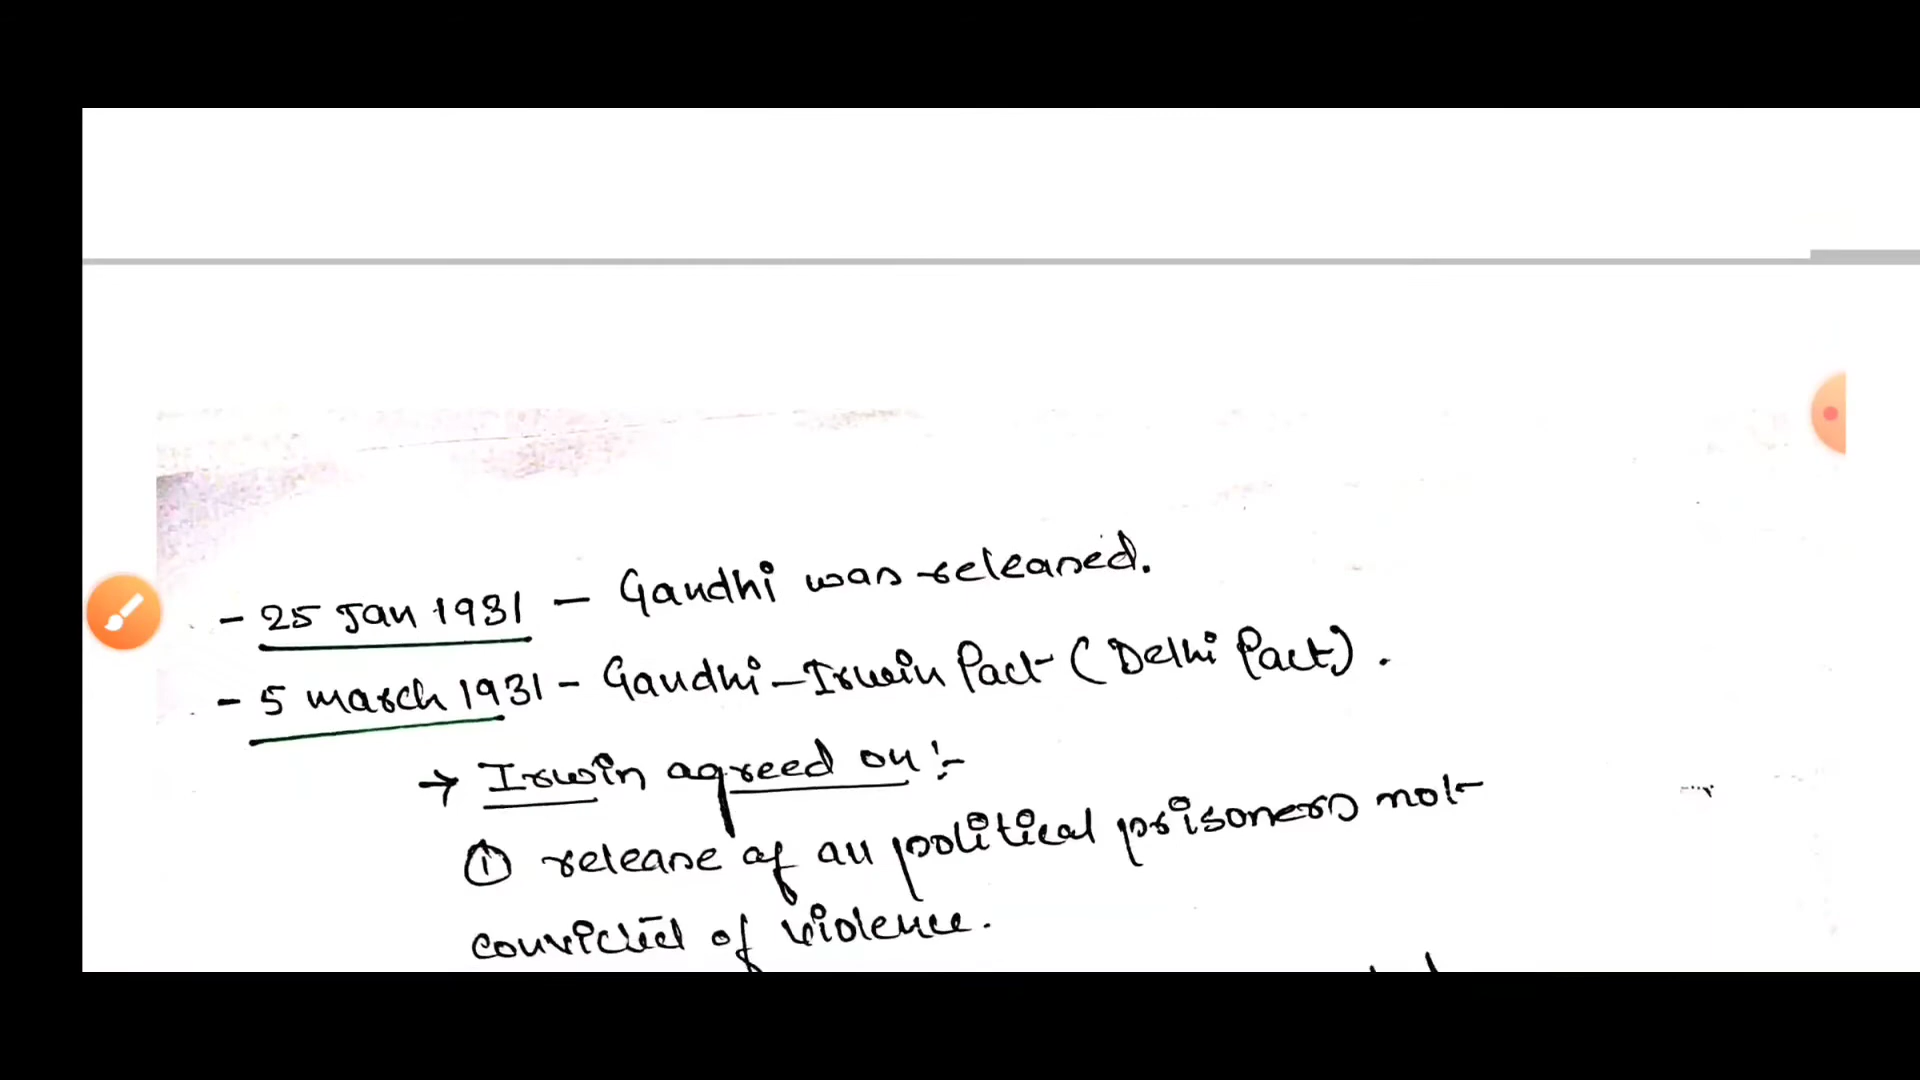 - 25 Jan 1931 - Gandhi was released.
- 5 march 1931 - Gandhi-Irwin Pact (Delhi Pact).
→ Irwin agreed on :-
① release of all political prisoners not
convicted of violence.